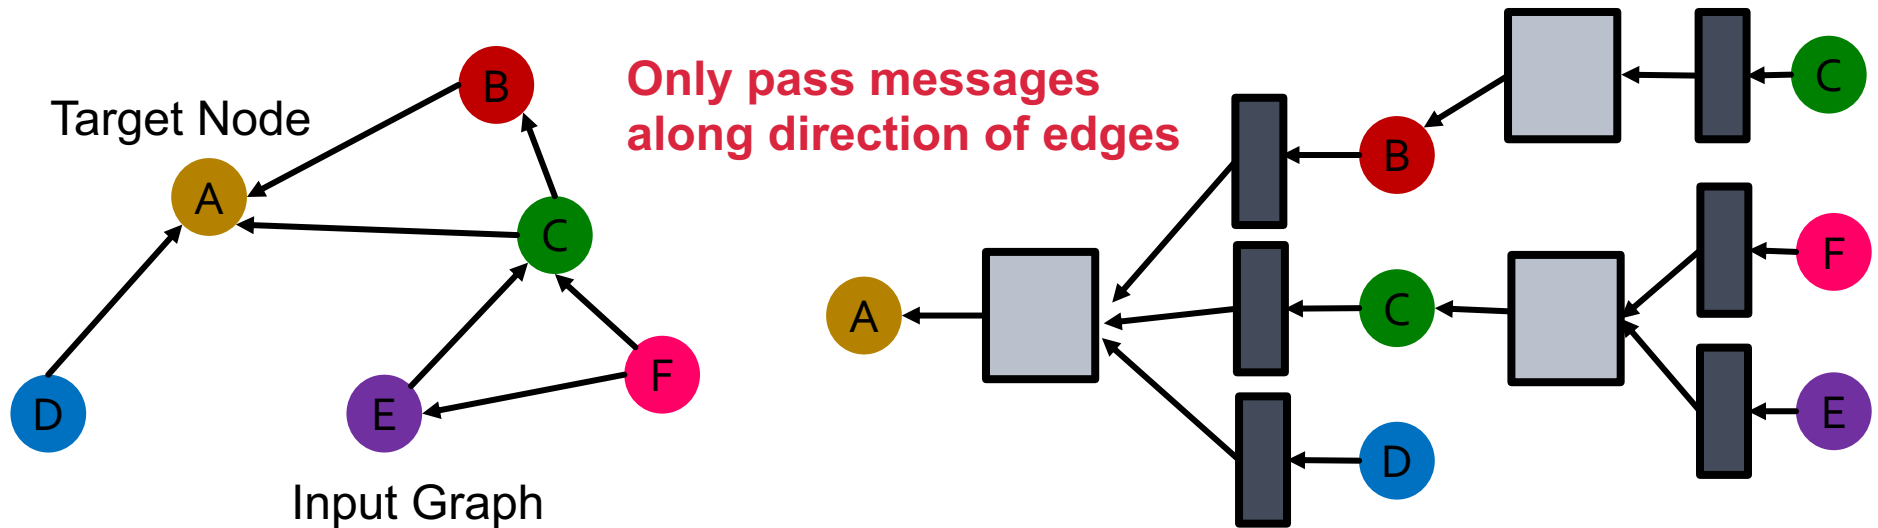 Target Node
A
B
C
D
E
F
Input Graph
Only pass messages
along direction of edges
A
B
C
D
C
F
E